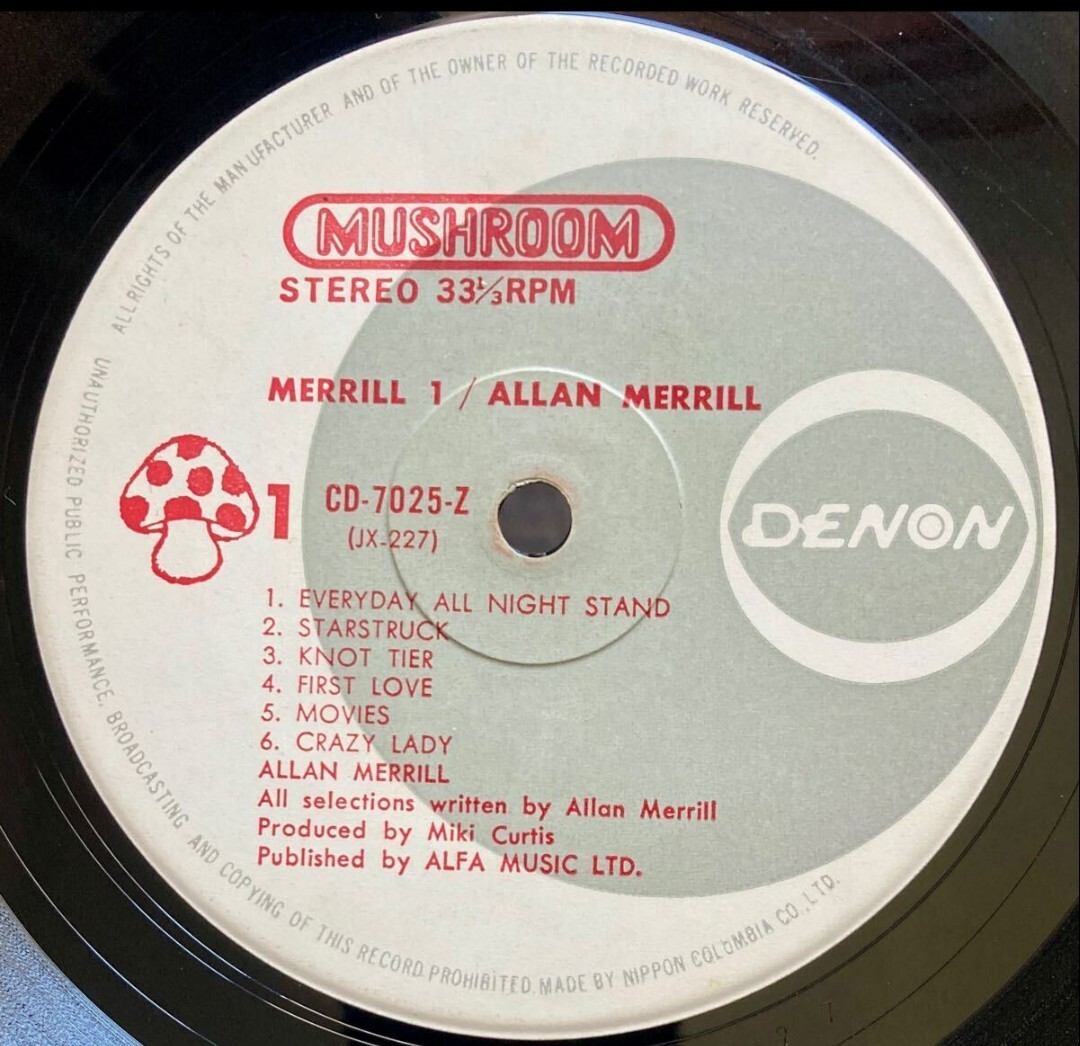 ALL RIGHTS OF THE MANUFACTURER AND OF THE OWNER OF THE RECORDED WORK RESERVED.
MUSHROOM
STEREO 33⅓RPM
MERRILL 1 / ALLAN MERRILL
1 CD-7025-Z
(JX-227)
DENON
1. EVERYDAY ALL NIGHT STAND
2. STARSTRUCK
3. KNOT TIER
4. FIRST LOVE
5. MOVIES
6. CRAZY LADY
ALLAN MERRILL
All selections written by Allan Merrill
Produced by Miki Curtis
Published by ALFA MUSIC LTD.
UNAUTHORIZED PUBLIC PERFORMANCE, BROADCASTING AND COPYING OF THIS RECORD PROHIBITED. MADE BY NIPPON COLUMBIA CO., LTD.